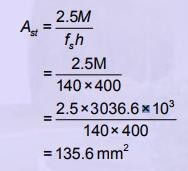 A_st = 2.5M / f_s h
= 2.5M / 140 × 400
= 2.5 × 3036.6 × 10³ / 140 × 400
= 135.6 mm²